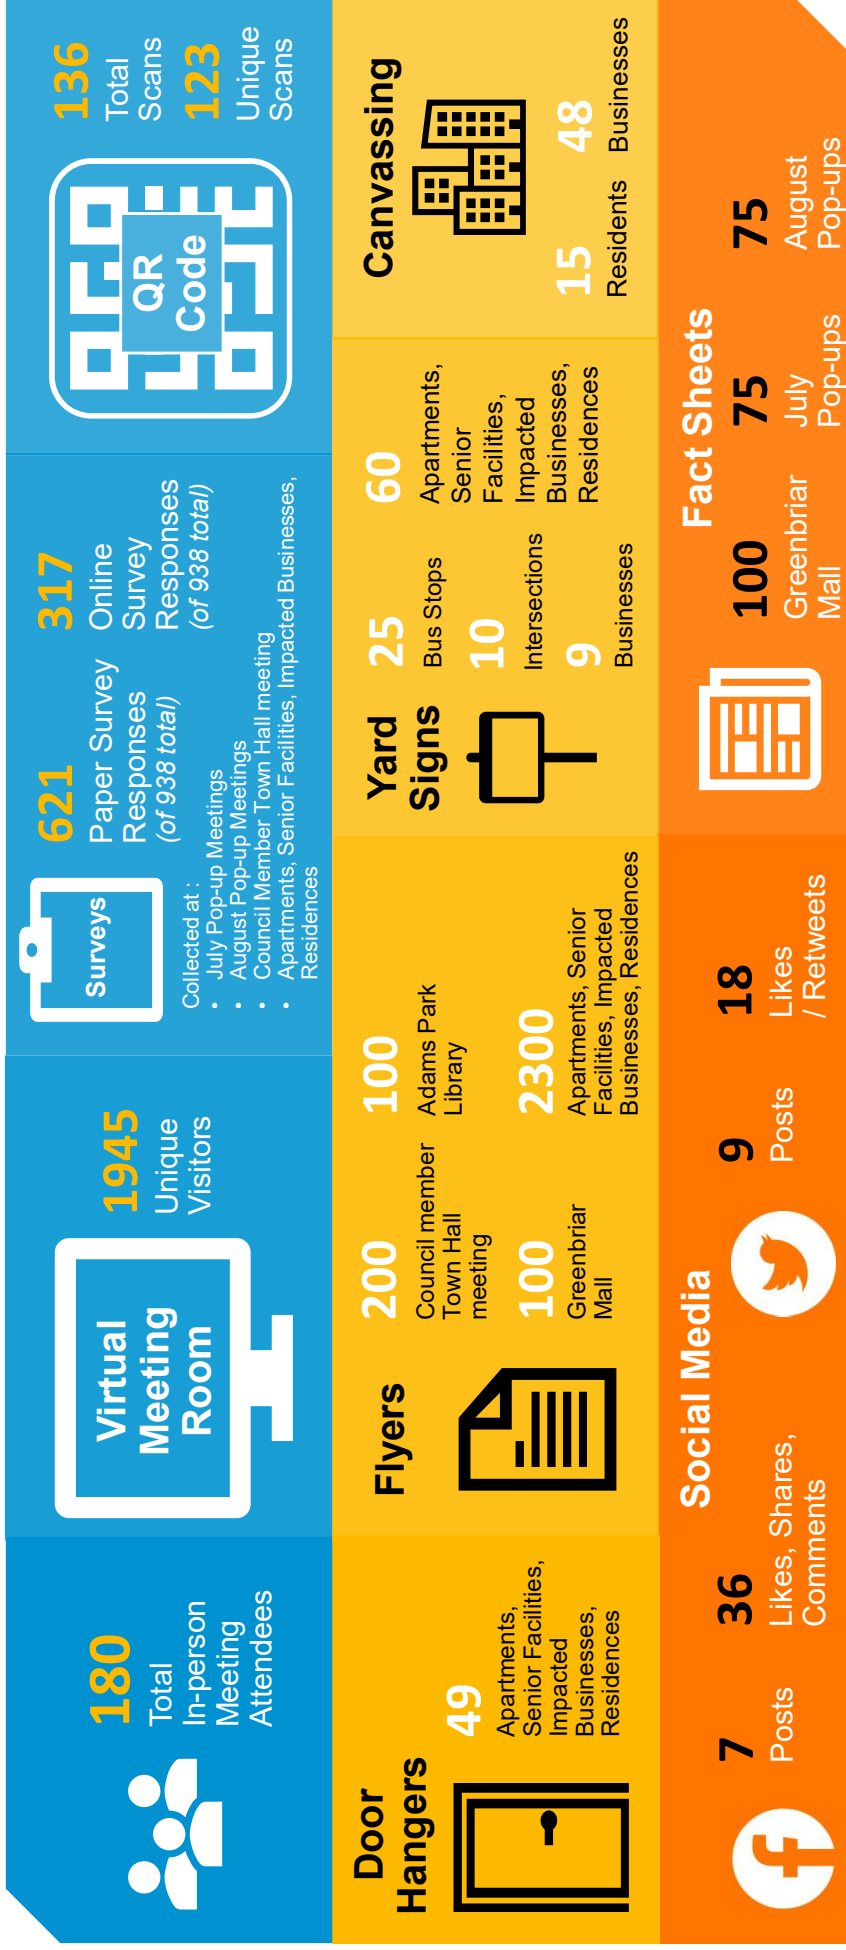 180
Total
In-person
Meeting
Attendees
Virtual
Meeting
Room
1945
Unique
Visitors
Surveys
621
Paper Survey
Responses
(of 938 total)
317
Online
Survey
Responses
(of 938 total)
Collected at :
• July Pop-up Meetings
• August Pop-up Meetings
• Council Member Town Hall meeting
• Apartments, Senior Facilities, Impacted Businesses,
Residences
QR
Code
136
Total
Scans
123
Unique
Scans
Door
Hangers
49
Apartments,
Senior Facilities,
Impacted
Businesses,
Residences
Flyers
200
Council member
Town Hall
meeting
100
Adams Park
Library
100
Greenbriar
Mall
2300
Apartments, Senior
Facilities, Impacted
Businesses, Residences
Yard
Signs
25
Bus Stops
10
Intersections
9
Businesses
60
Apartments,
Senior
Facilities,
Impacted
Businesses,
Residences
Canvassing
15
Residents
48
Businesses
Social Media
7
Posts
36
Likes, Shares,
Comments
9
Posts
18
Likes
/ Retweets
Fact Sheets
100
Greenbriar
Mall
75
July
Pop-ups
75
August
Pop-ups